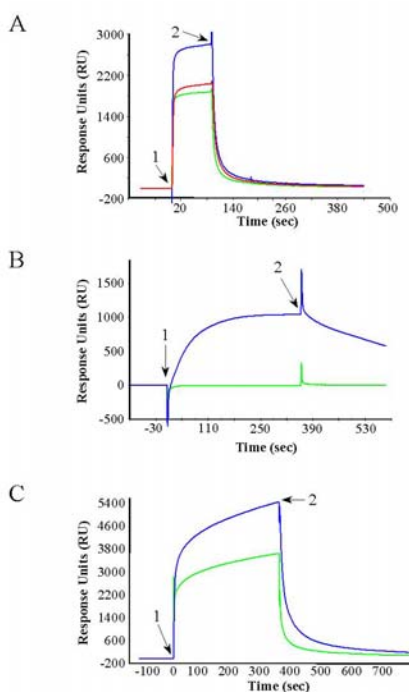 A
Response Units (RU)
3000
2200
1400
600
-200
2
1
20 140 260 380 500
Time (sec)
B
Response Units (RU)
1500
1000
500
0
-500
1
2
-30 110 250 390 530
Time (sec)
C
Response Units (RU)
5400
4600
3800
3000
2200
1400
600
-200
2
1
-100 0 100 200 300 400 500 600 700
Time (sec)